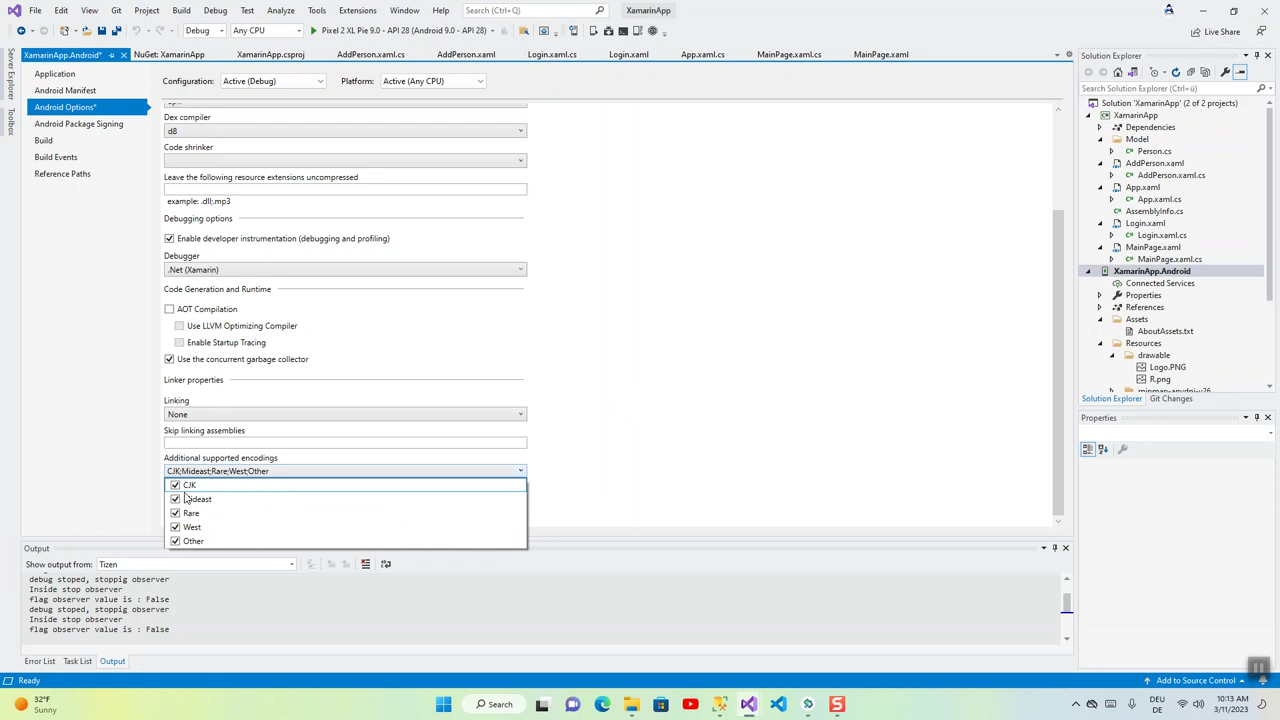 File Edit View Git Project Build Debug Test Analyze Tools Extensions Window Help Search (Ctrl+Q) XamarinApp
Debug Any CPU Pixel 2 XL Pie 9.0 - API 28 (Android 9.0 - API 28) Live Share
XamarinApp.Android* NuGet: XamarinApp XamarinApp.csproj AddPerson.xaml.cs AddPerson.xaml Login.xaml.cs Login.xaml App.xaml.cs MainPage.xaml.cs MainPage.xaml
Server Explorer
Toolbox
Application
Android Manifest
Android Options*
Android Package Signing
Build
Build Events
Reference Paths
Configuration: Active (Debug) Platform: Active (Any CPU)
Dex compiler
d8
Code shrinker
Leave the following resource extensions uncompressed
example: .dll;.mp3
Debugging options
Enable developer instrumentation (debugging and profiling)
Debugger
.Net (Xamarin)
Code Generation and Runtime
AOT Compilation
Use LLVM Optimizing Compiler
Enable Startup Tracing
Use the concurrent garbage collector
Linker properties
Linking
None
Skip linking assemblies
Additional supported encodings
CJK;Mideast;Rare;West;Other
CJK
Mideast
Rare
West
Other
Solution Explorer
Search Solution Explorer (Ctrl+ü)
Solution 'XamarinApp' (2 of 2 projects)
XamarinApp
Dependencies
Model
Person.cs
AddPerson.xaml
AddPerson.xaml.cs
App.xaml
App.xaml.cs
AssemblyInfo.cs
Login.xaml
Login.xaml.cs
MainPage.xaml
MainPage.xaml.cs
XamarinApp.Android
Connected Services
Properties
References
Assets
AboutAssets.txt
Resources
drawable
Logo.PNG
R.png
mipmap-anydpi-v26
Solution Explorer Git Changes
Properties
Output
Show output from: Tizen
debug stoped, stoppig observer
Inside stop observer
flag observer value is : False
debug stoped, stoppig observer
Inside stop observer
flag observer value is : False
Error List Task List Output
Ready Add to Source Control
32°F
Sunny
Search
DEU
DE
10:13 AM
3/11/2023